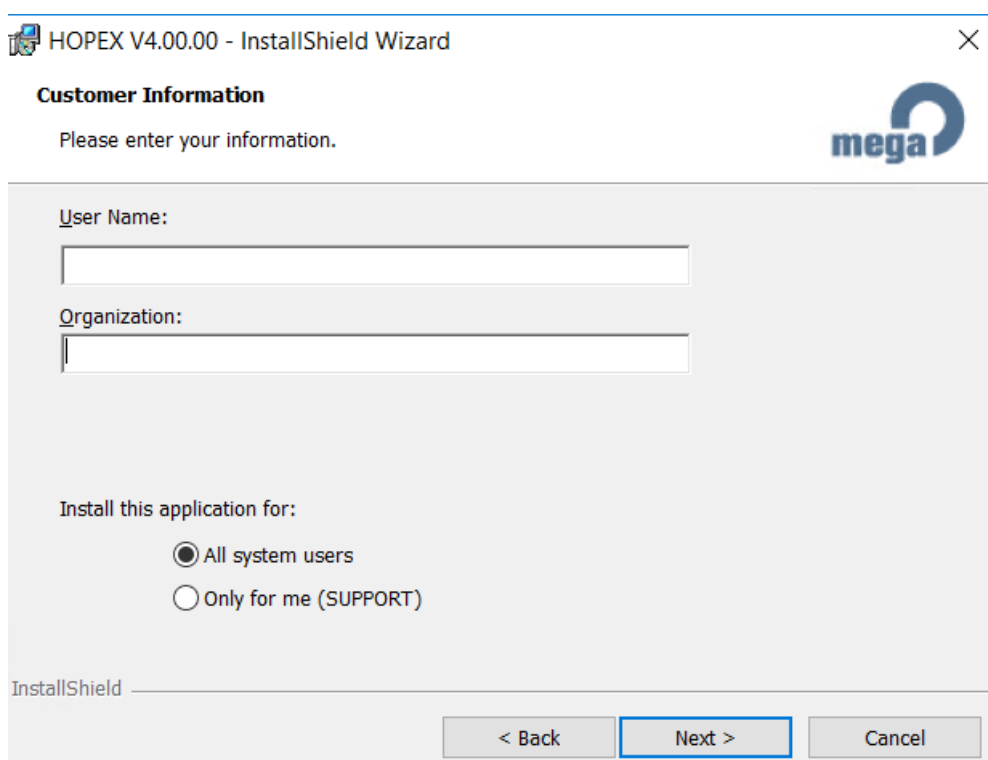 HOPEX V4.00.00 - InstallShield Wizard
Customer Information
Please enter your information.
mega
User Name:
Organization:
Install this application for:
All system users
Only for me (SUPPORT)
InstallShield
< Back
Next >
Cancel